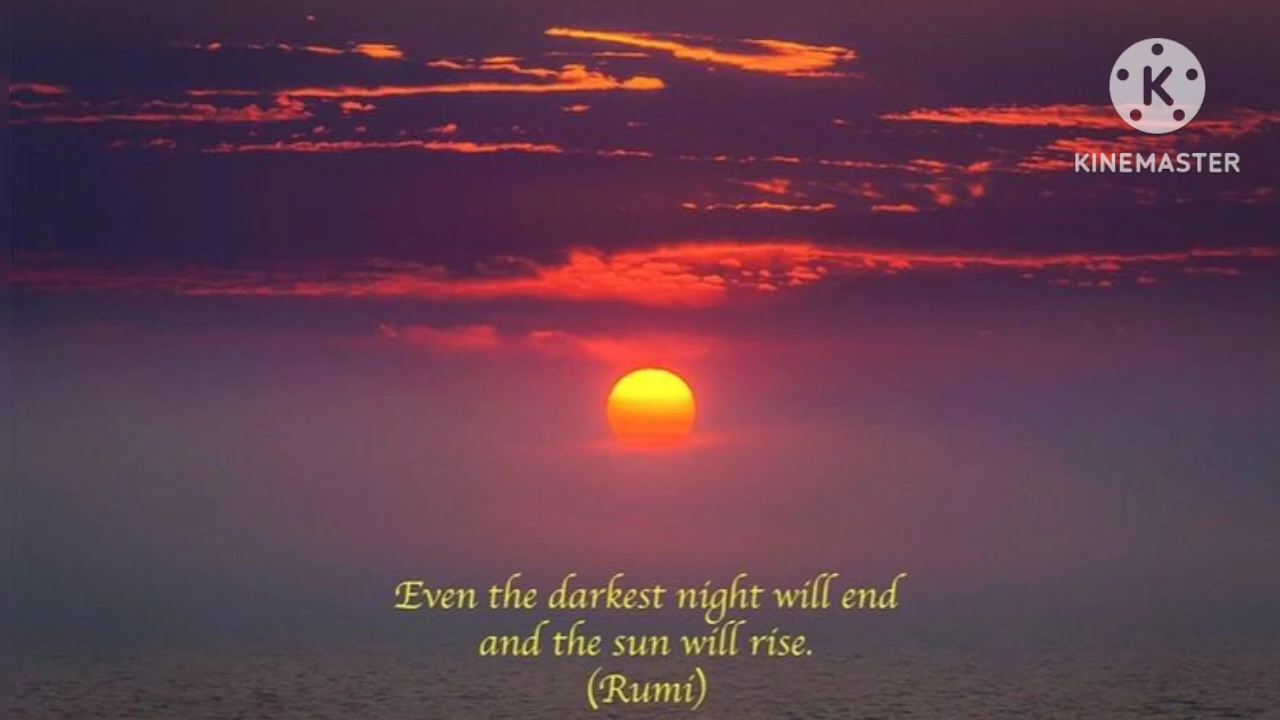 K
KINEMASTER
Even the darkest night will end
and the sun will rise.
(Rumi)